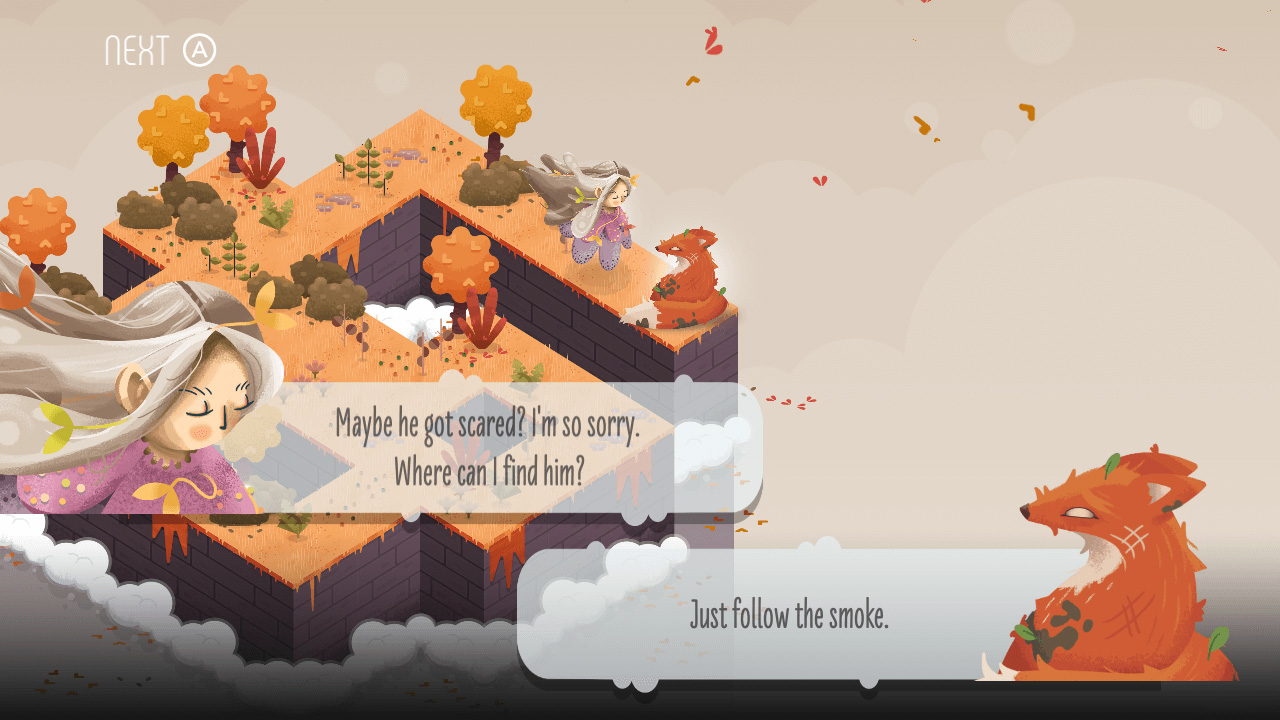 NEXT A
Maybe he got scared? I'm so sorry.
Where can I find him?
Just follow the smoke.